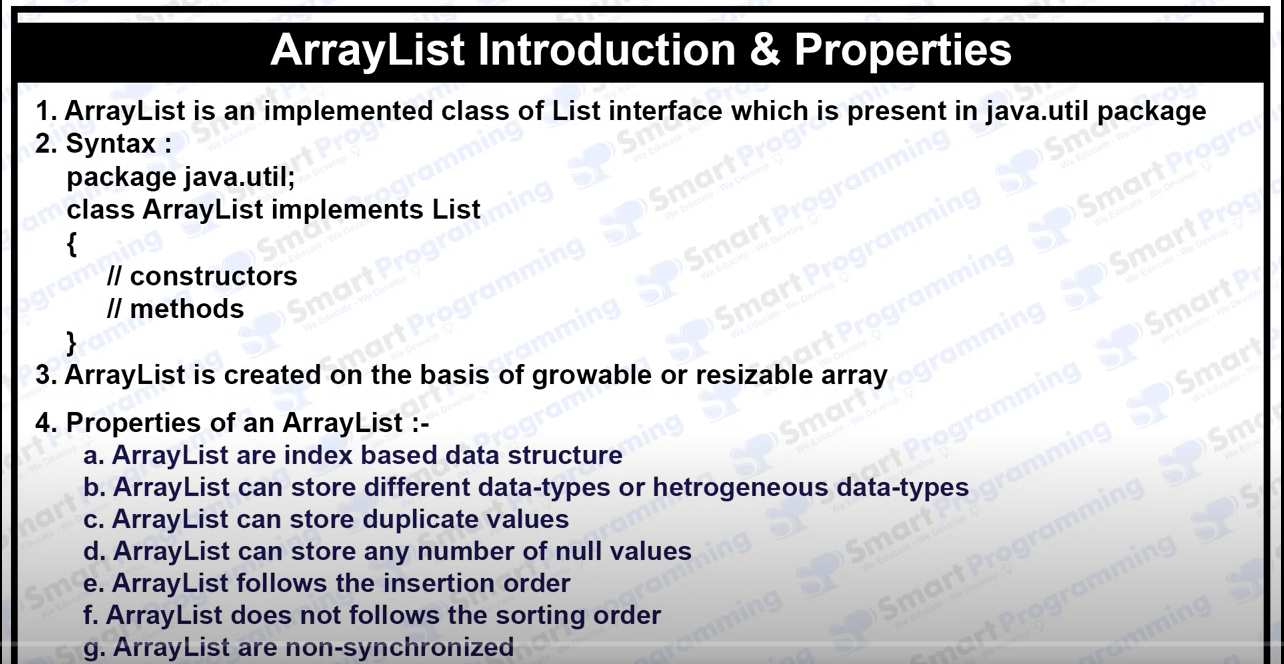 ArrayList Introduction & Properties
1. ArrayList is an implemented class of List interface which is present in java.util package
2. Syntax :
package java.util;
class ArrayList implements List
{
// constructors
// methods
}
3. ArrayList is created on the basis of growable or resizable array
4. Properties of an ArrayList :-
a. ArrayList are index based data structure
b. ArrayList can store different data-types or hetrogeneous data-types
c. ArrayList can store duplicate values
d. ArrayList can store any number of null values
e. ArrayList follows the insertion order
f. ArrayList does not follows the sorting order
g. ArrayList are non-synchronized